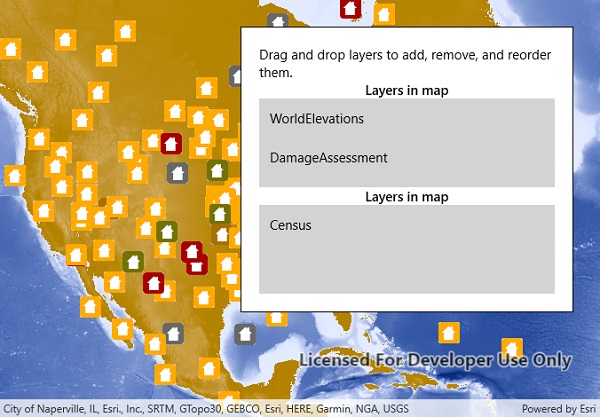 Drag and drop layers to add, remove, and reorder
them.
Layers in map
WorldElevations
DamageAssessment
Layers in map
Census
Licensed For Developer Use Only
City of Naperville, IL, Esri., Inc., SRTM, GTopo30, GEBCO, Esri, HERE, Garmin, NGA, USGS
Powered by Esri